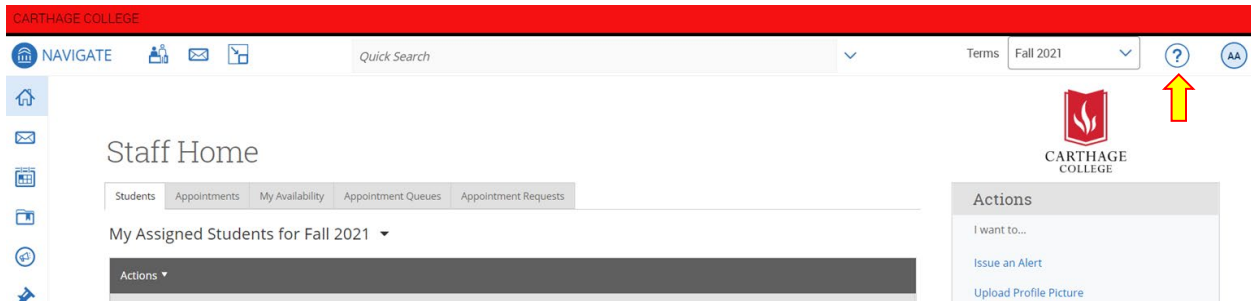 CARTHAGE COLLEGE
NAVIGATE
Quick Search
Terms
Fall 2021
?
AA
CARTHAGE
COLLEGE
Staff Home
Students Appointments My Availability Appointment Queues Appointment Requests
My Assigned Students for Fall 2021
Actions
Actions
I want to...
Issue an Alert
Upload Profile Picture